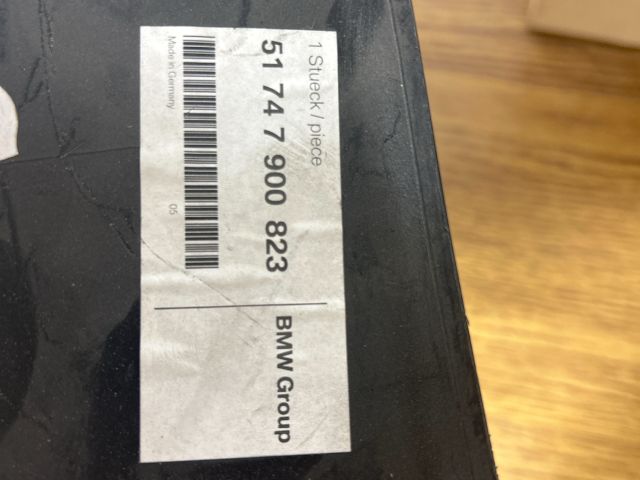 1 Stueck / piece
51 74 7 900 823
Made in Germany
05
BMW Group